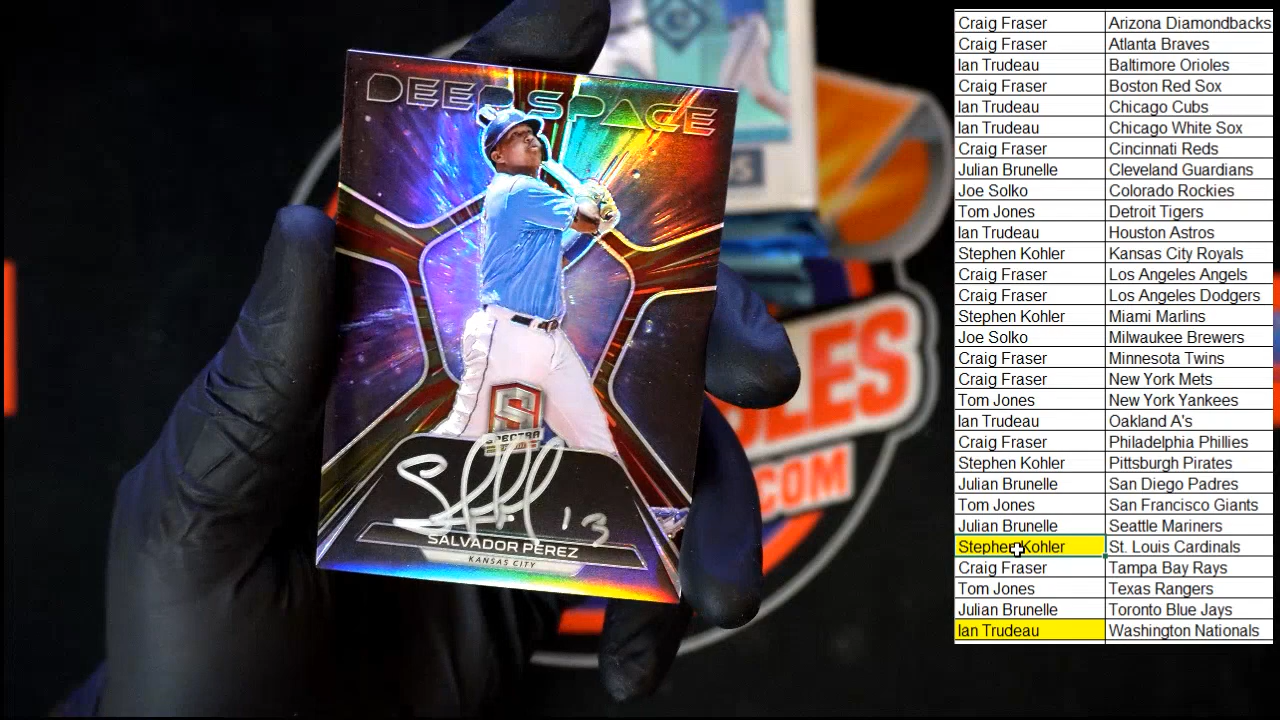 DEEP SPACE
SPECTRA
13
SALVADOR PEREZ
KANSAS CITY
LES
.COM
Craig Fraser Arizona Diamondbacks
Craig Fraser Atlanta Braves
Ian Trudeau Baltimore Orioles
Craig Fraser Boston Red Sox
Ian Trudeau Chicago Cubs
Ian Trudeau Chicago White Sox
Craig Fraser Cincinnati Reds
Julian Brunelle Cleveland Guardians
Joe Solko Colorado Rockies
Tom Jones Detroit Tigers
Ian Trudeau Houston Astros
Stephen Kohler Kansas City Royals
Craig Fraser Los Angeles Angels
Craig Fraser Los Angeles Dodgers
Stephen Kohler Miami Marlins
Joe Solko Milwaukee Brewers
Craig Fraser Minnesota Twins
Craig Fraser New York Mets
Tom Jones New York Yankees
Ian Trudeau Oakland A's
Craig Fraser Philadelphia Phillies
Stephen Kohler Pittsburgh Pirates
Julian Brunelle San Diego Padres
Tom Jones San Francisco Giants
Julian Brunelle Seattle Mariners
Stephen Kohler St. Louis Cardinals
Craig Fraser Tampa Bay Rays
Tom Jones Texas Rangers
Julian Brunelle Toronto Blue Jays
Ian Trudeau Washington Nationals